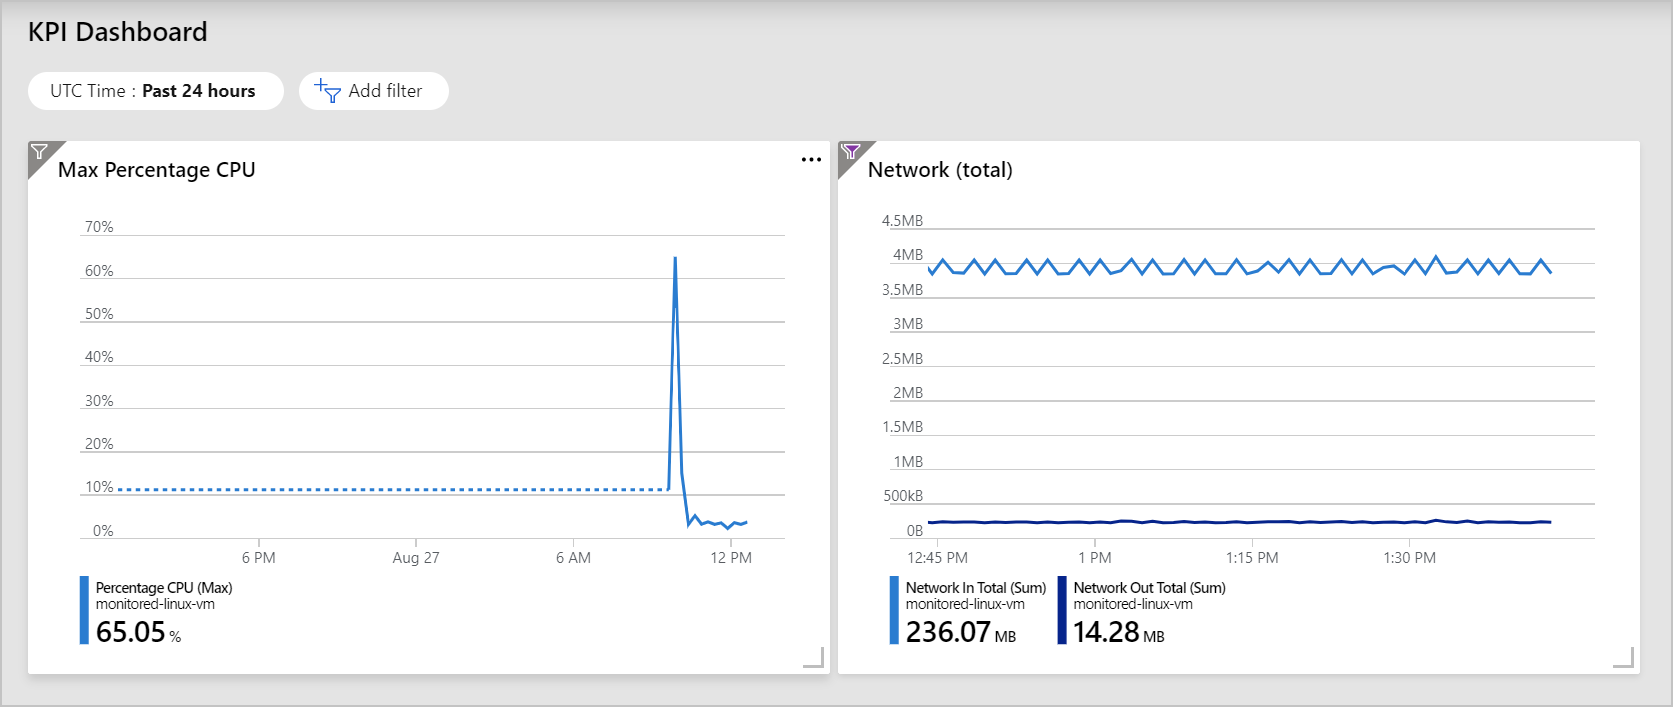 KPI Dashboard
UTC Time : Past 24 hours
Add filter
Max Percentage CPU
70%
60%
50%
40%
30%
20%
10%
0%
6 PM
Aug 27
6 AM
12 PM
Percentage CPU (Max)
monitored-linux-vm
65.05 %
Network (total)
4.5MB
4MB
3.5MB
3MB
2.5MB
2MB
1.5MB
1MB
500kB
0B
12:45 PM
1 PM
1:15 PM
1:30 PM
Network In Total (Sum)
monitored-linux-vm
236.07 MB
Network Out Total (Sum)
monitored-linux-vm
14.28 MB